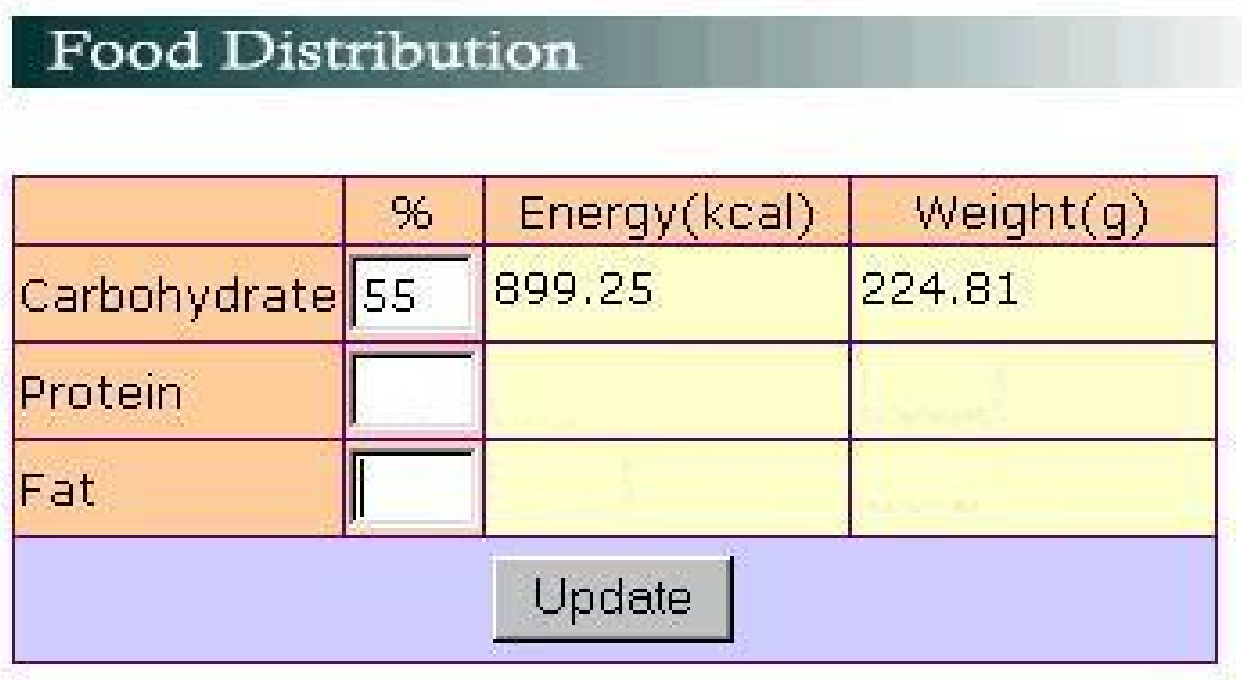 Food Distribution
% Energy(kcal) Weight(g)
Carbohydrate 55 899.25 224.81
Protein
Fat
Update